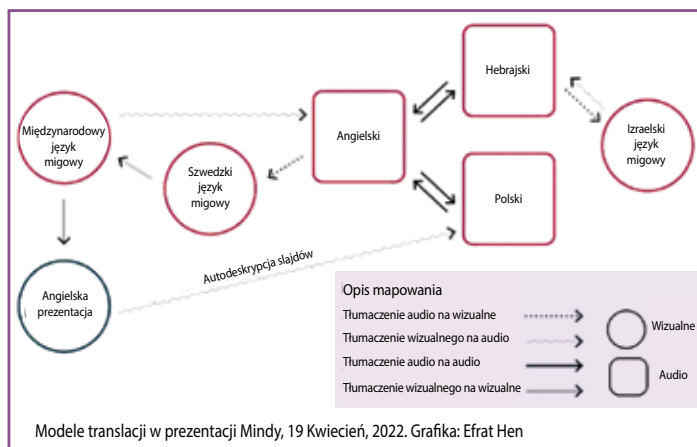 Hebrajski
Międzynarodowy
język
migowy
Angielski
Izraelski
język
migowy
Szwedzki
język
migowy
Polski
Autodeskrypcja slajdów
Angielska
prezentacja
Opis mapowania
Tłumaczenie audio na wizualne
Tłumaczenie wizualnego na audio
Tłumaczenie audio na audio
Tłumaczenie wizualnego na wizualne
Wizualne
Audio
Modele translacji w prezentacji Mindy, 19 Kwiecień, 2022. Grafika: Efrat Hen